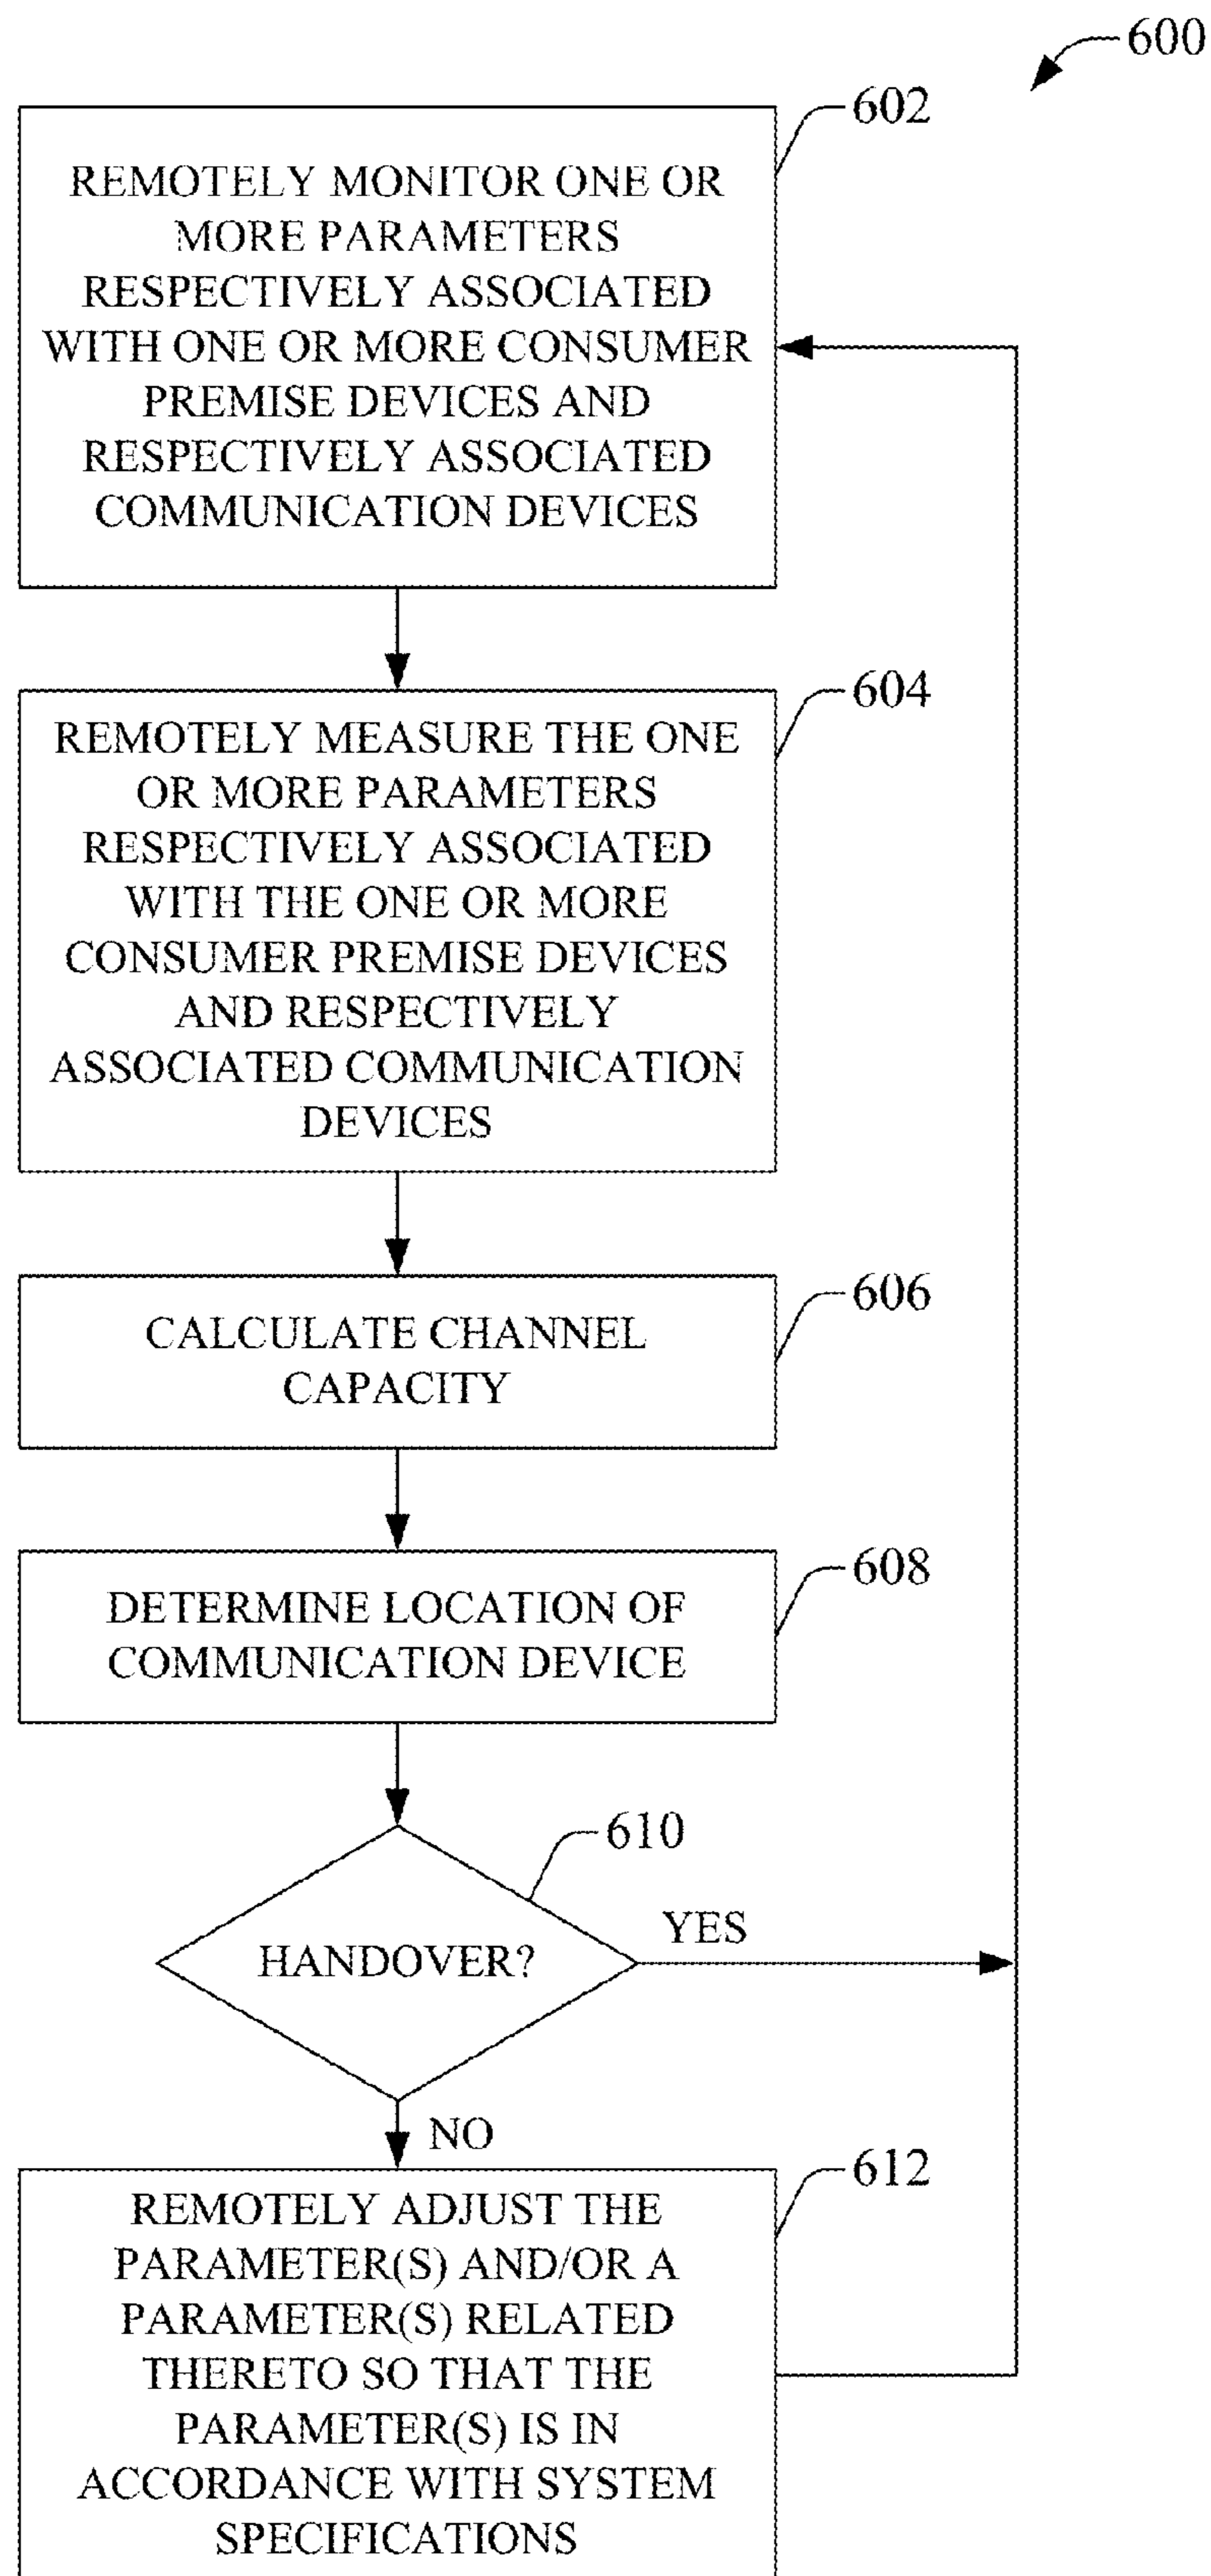 600
602
REMOTELY MONITOR ONE OR
MORE PARAMETERS
RESPECTIVELY ASSOCIATED
WITH ONE OR MORE CONSUMER
PREMISE DEVICES AND
RESPECTIVELY ASSOCIATED
COMMUNICATION DEVICES
604
REMOTELY MEASURE THE ONE
OR MORE PARAMETERS
RESPECTIVELY ASSOCIATED
WITH THE ONE OR MORE
CONSUMER PREMISE DEVICES
AND RESPECTIVELY
ASSOCIATED COMMUNICATION
DEVICES
606
CALCULATE CHANNEL
CAPACITY
608
DETERMINE LOCATION OF
COMMUNICATION DEVICE
610
HANDOVER?
YES
NO
612
REMOTELY ADJUST THE
PARAMETER(S) AND/OR A
PARAMETER(S) RELATED
THERETO SO THAT THE
PARAMETER(S) IS IN
ACCORDANCE WITH SYSTEM
SPECIFICATIONS